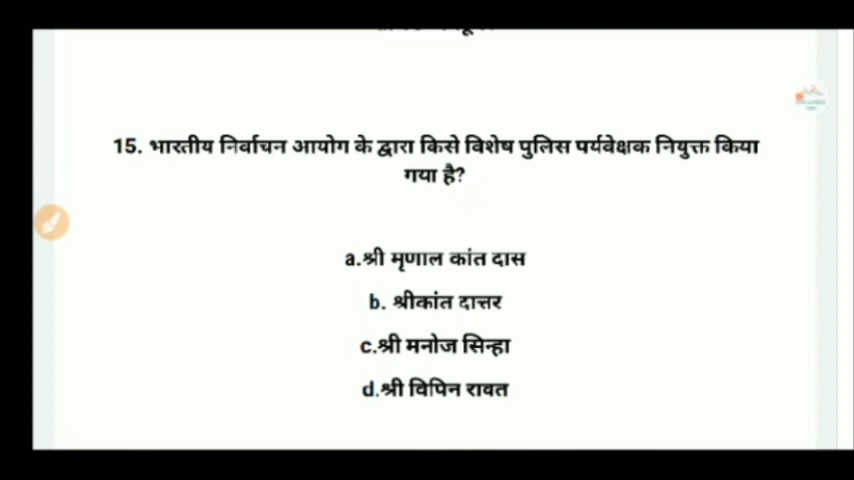 15. भारतीय निर्वाचन आयोग के द्वारा किसे विशेष पुलिस पर्यवेक्षक नियुक्त किया
गया है?
a.श्री मृणाल कांत दास
b. श्रीकांत दात्तर
c.श्री मनोज सिन्हा
d.श्री विपिन रावत